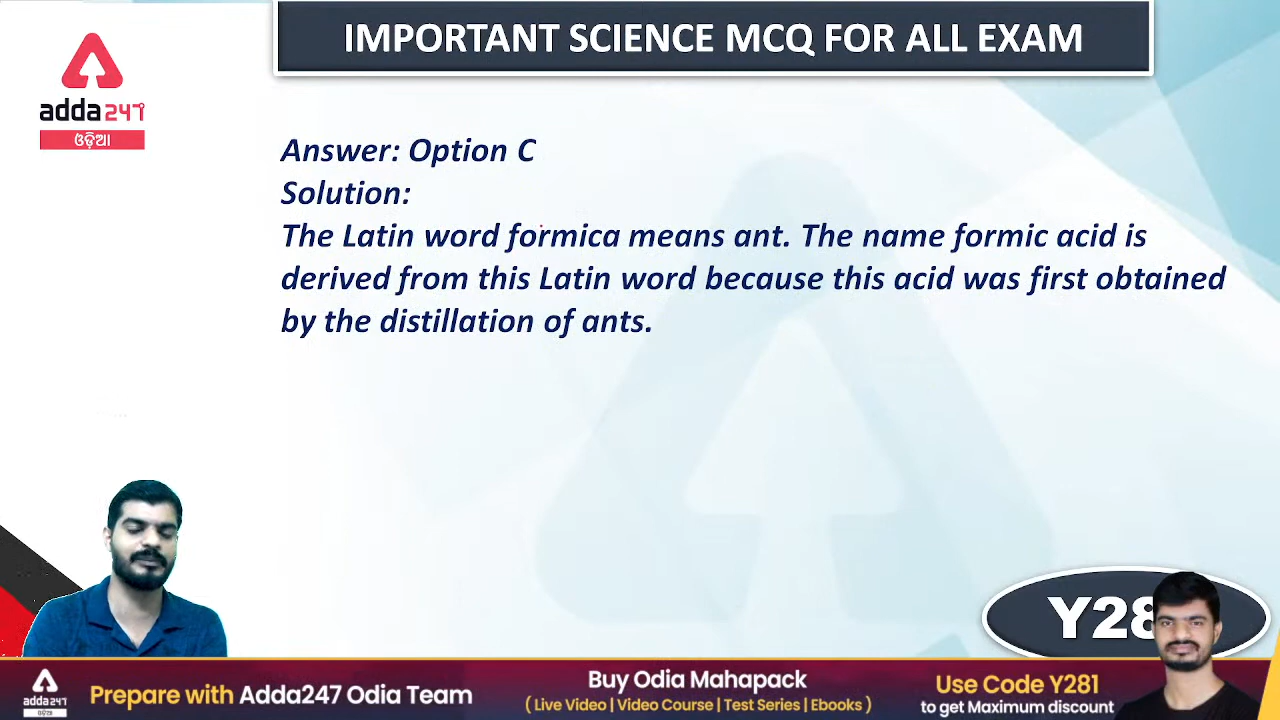 IMPORTANT SCIENCE MCQ FOR ALL EXAM
adda247
ଓଡ଼ିଆ
Answer: Option C
Solution:
The Latin word formica means ant. The name formic acid is
derived from this Latin word because this acid was first obtained
by the distillation of ants.
Y28
adda247
ଓଡ଼ିଆ
Prepare with Adda247 Odia Team
Buy Odia Mahapack
( Live Video | Video Course | Test Series | Ebooks )
Use Code Y281
to get Maximum discount